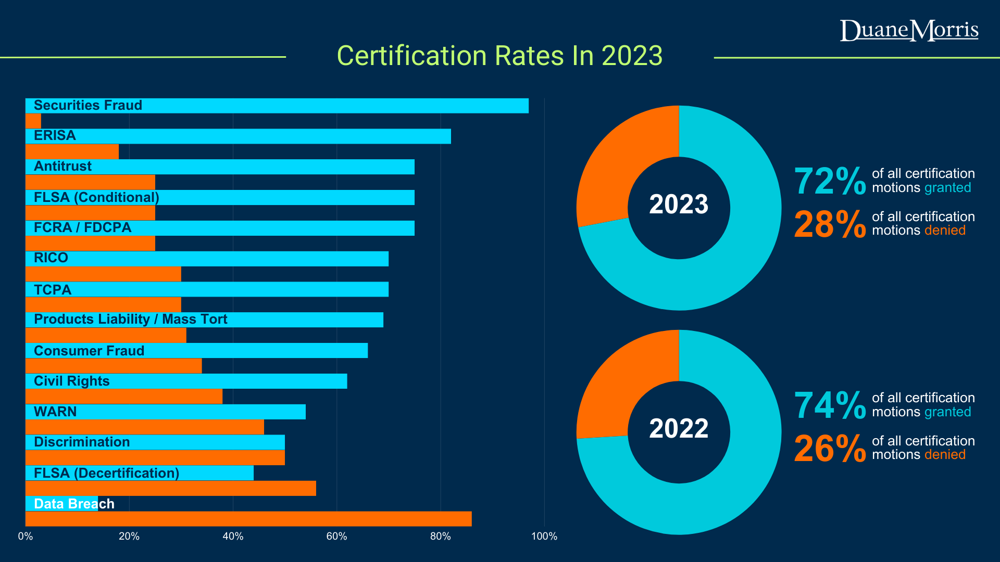 DuaneMorris
Certification Rates In 2023
Securities Fraud
ERISA
Antitrust
FLSA (Conditional)
FCRA / FDCPA
RICO
TCPA
Products Liability / Mass Tort
Consumer Fraud
Civil Rights
WARN
Discrimination
FLSA (Decertification)
Data Breach
0% 20% 40% 60% 80% 100%
2023
72% of all certification
motions granted
28% of all certification
motions denied
2022
74% of all certification
motions granted
26% of all certification
motions denied